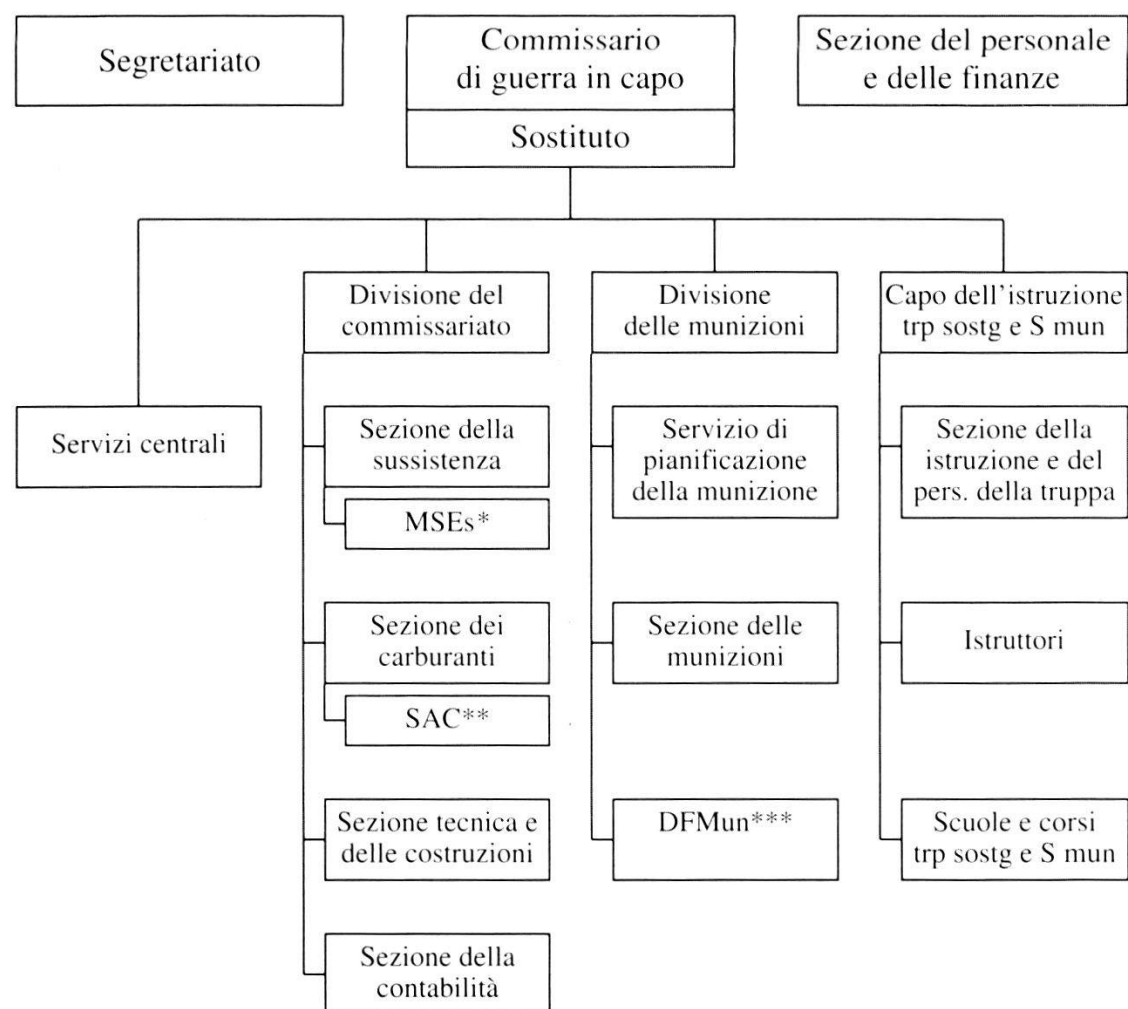 Segretariato
Commissario
di guerra in capo
Sostituto
Sezione del personale
e delle finanze
Servizi centrali
Divisione del
commissariato
Sezione della
sussistenza
MSEs*
Sezione dei
carburanti
SAC**
Sezione tecnica e
delle costruzioni
Sezione della
contabilità
Divisione
delle munizioni
Servizio di
pianificazione
della munizione
Sezione delle
munizioni
DFMun***
Capo dell'istruzione
trp sostg e S mun
Sezione della
istruzione e del
pers. della truppa
Istruttori
Scuole e corsi
trp sostg e S mun